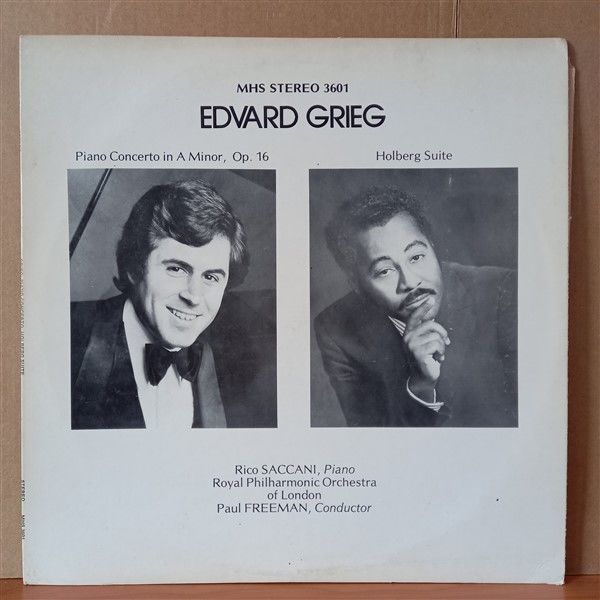 MHS STEREO 3601
EDVARD GRIEG
Piano Concerto in A Minor, Op. 16
Holberg Suite
Rico SACCANI, Piano
Royal Philharmonic Orchestra
of London
Paul FREEMAN, Conductor
STEREO